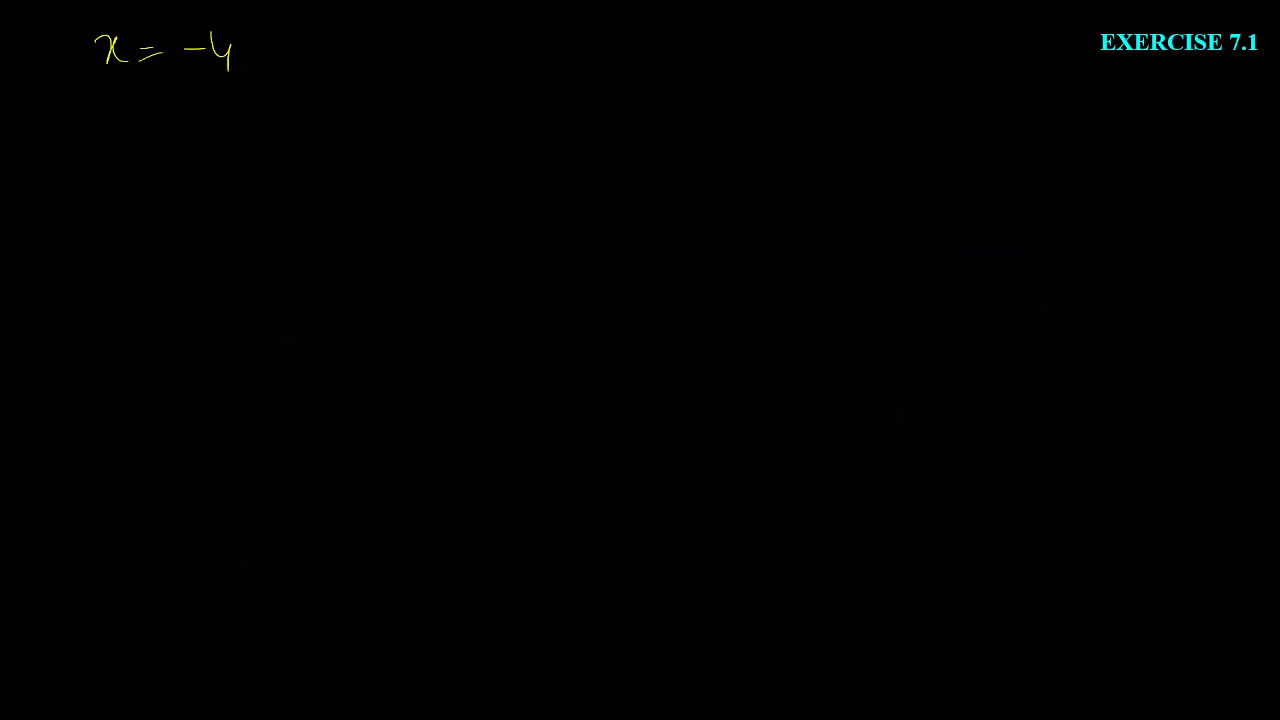 x = -4
EXERCISE 7.1